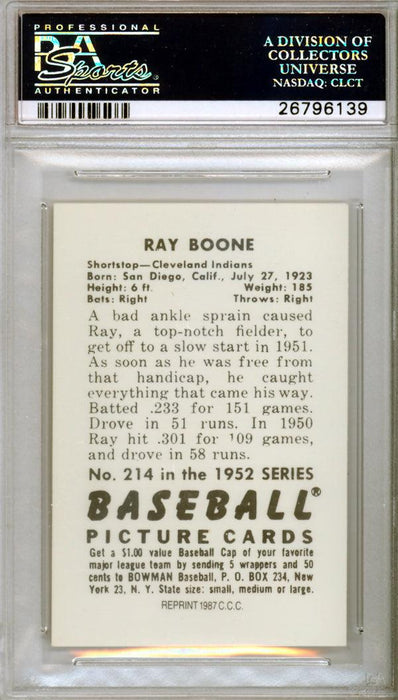 PROFESSIONAL
PSA
Sports
AUTHENTICATOR
A DIVISION OF
COLLECTORS
UNIVERSE
NASDAQ: CLCT
26796139
RAY BOONE
Shortstop—Cleveland Indians
Born: San Diego, Calif., July 27, 1923
Height: 6 ft. Weight: 185
Bats: Right Throws: Right
A bad ankle sprain caused
Ray, a top-notch fielder, to
get off to a slow start in 1951.
As soon as he was free from
that handicap, he caught
everything that came his way.
Batted .233 for 151 games.
Drove in 51 runs. In 1950
Ray hit .301 for 109 games,
and drove in 58 runs.
No. 214 in the 1952 SERIES
BASEBALL®
PICTURE CARDS
Get a $1.00 value Baseball Cap of your favorite
major league team by sending 5 wrappers and 50
cents to BOWMAN Baseball, P. O. BOX 234, New
York 23, N. Y. State size: small, medium or large.
REPRINT 1987 C.C.C.